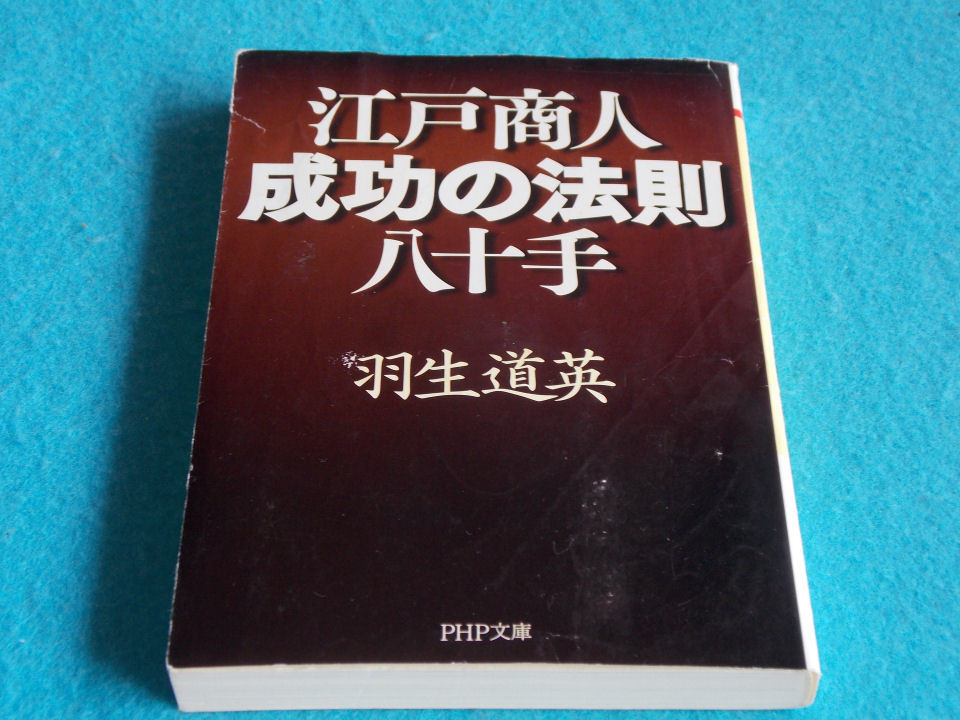 江戸商人
成功の法則
八十手
羽生道英
PHP文庫